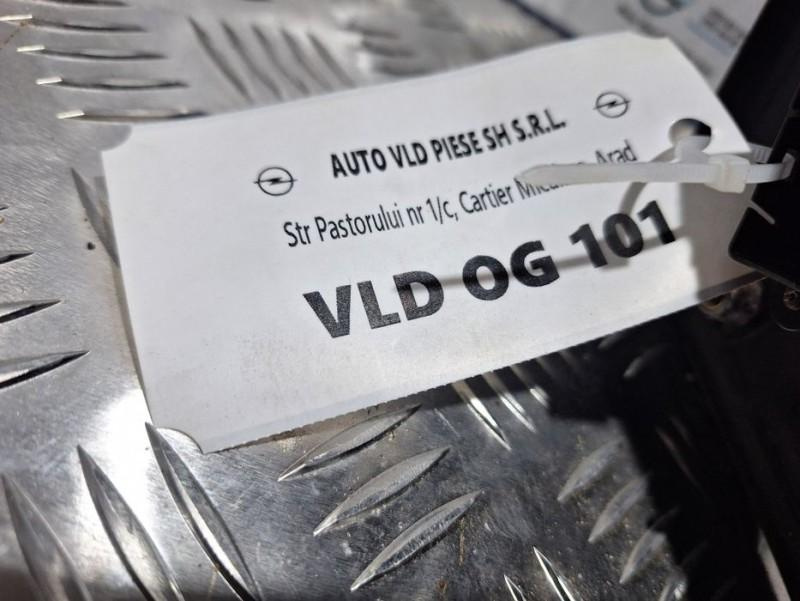 AUTO VLD PIESE SH S.R.L.
Str Pastorului nr 1/c, Cartier Arad
VLD OG 101